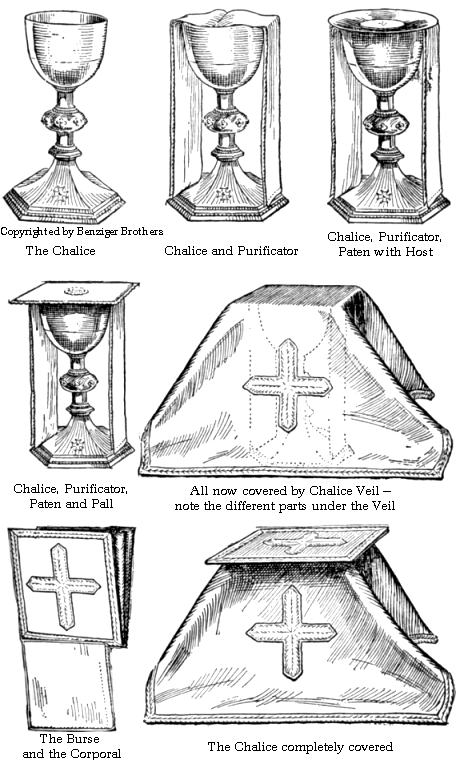 Copyrighted by Benziger Brothers
The Chalice
Chalice and Purificator
Chalice, Purificator,
Paten with Host
Chalice, Purificator,
Paten and Pall
All now covered by Chalice Veil —
note the different parts under the Veil
The Burse
and the Corporal
The Chalice completely covered